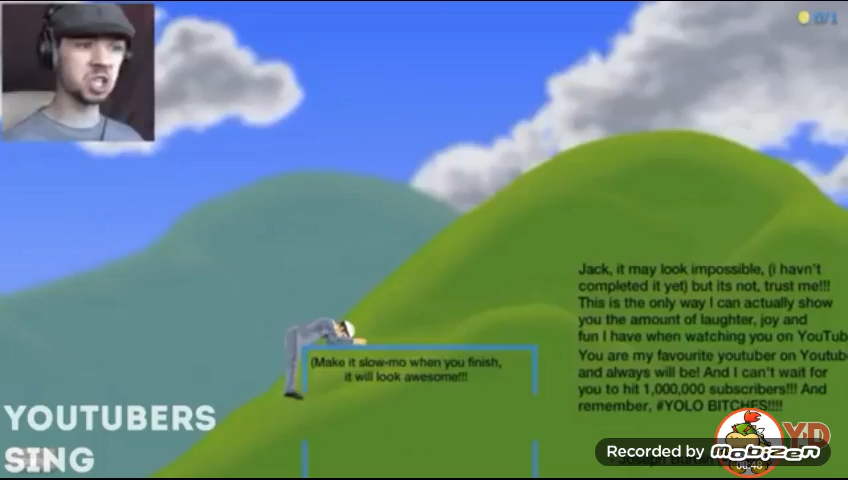 0/1
Jack, it may look impossible, (i havn't
completed it yet) but its not, trust me!!!
This is the only way I can actually show
you the amount of laughter, joy and
fun I have when watching you on YouTub
You are my favourite youtuber on Youtub
and always will be! And I can't wait for
you to hit 1,000,000 subscribers!!! And
remember, #YOLO BITCHES!!!!
(Make it slow-mo when you finish,
it will look awesome!!!
YOUTUBERS
SING
YD
Recorded by Mobizen
00:48